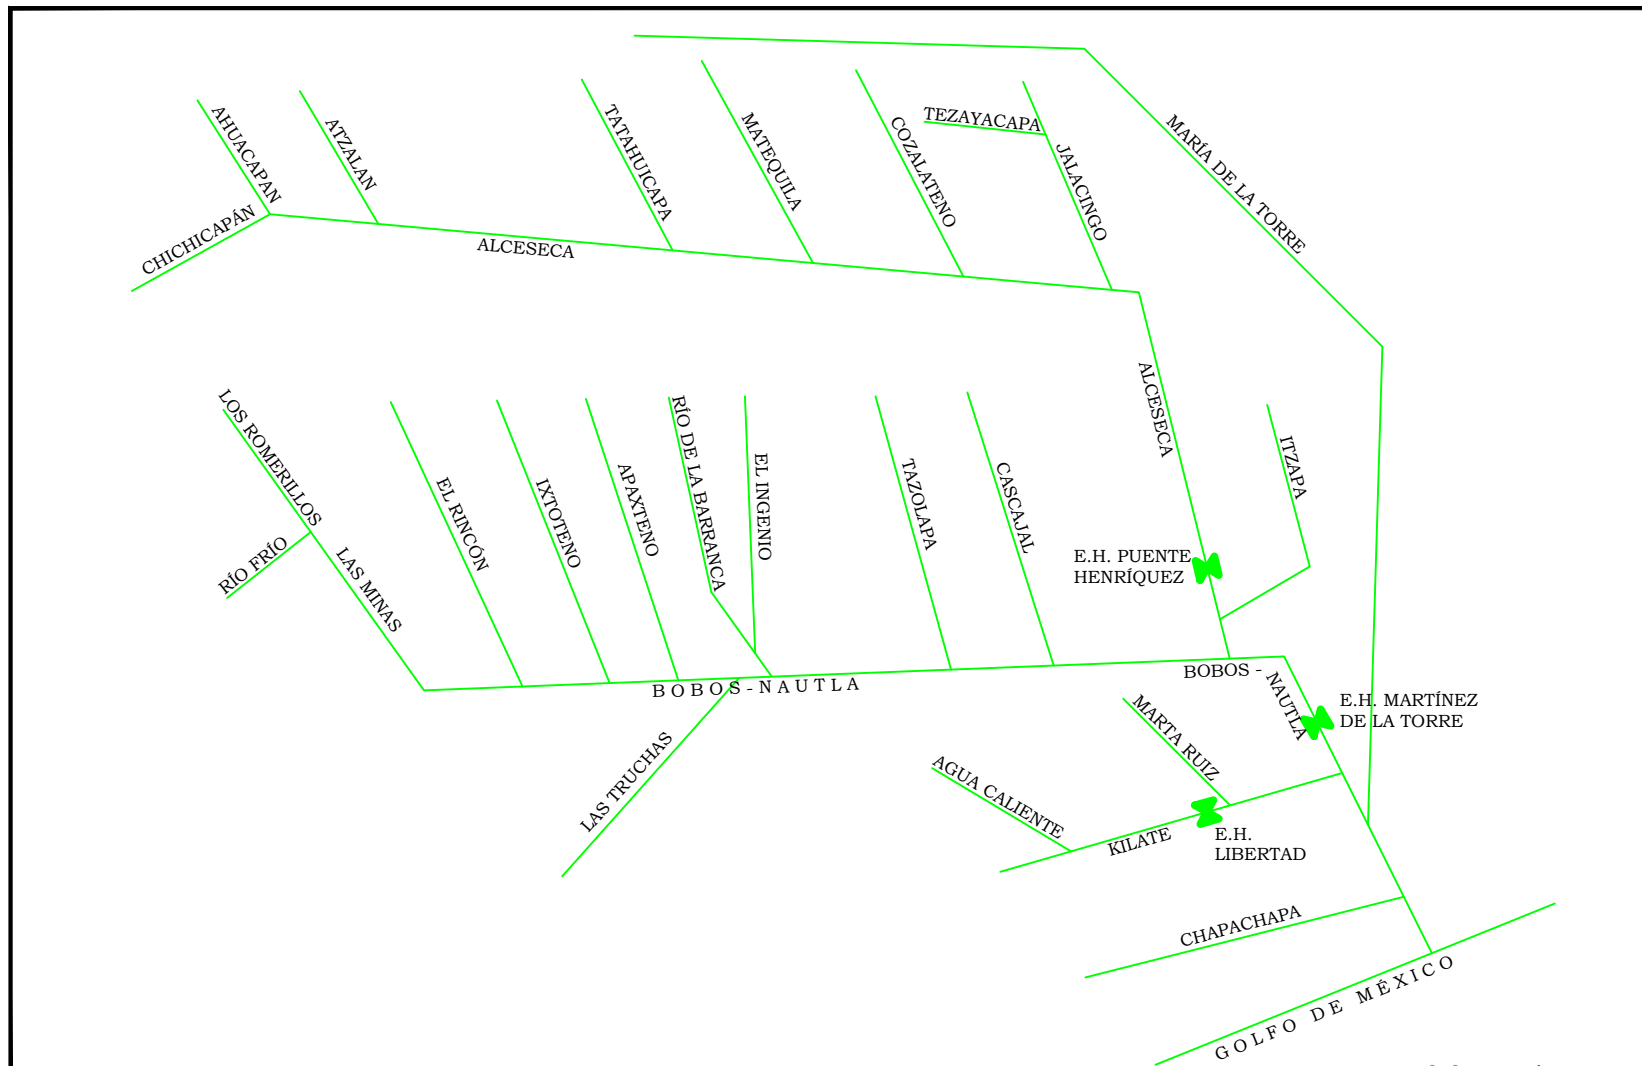 AHUACAPAN
ATZALAN
TATAHUICAPA
MATEQUILA
COZALATENO
TEZAYACAPA
JALACINGO
MARÍA DE LA TORRE
CHICHICAPÁN
ALCESECA
ALCESECA
LOS ROMERILLOS
RÍO FRÍO
LAS MINAS
EL RINCÓN
IXTOTENO
APAXTENO
RÍO DE LA BARRANCA
EL INGENIO
TAZOLAPA
CASCAJAL
ITZAPA
E.H. PUENTE
HENRÍQUEZ
BOBOS-NAUTLA
BOBOS -
NAUTLA
E.H. MARTÍNEZ
DE LA TORRE
LAS TRUCHAS
MARTA RUIZ
AGUA CALIENTE
KILATE
E.H.
LIBERTAD
CHAPACHAPA
GOLFO DE MÉXICO